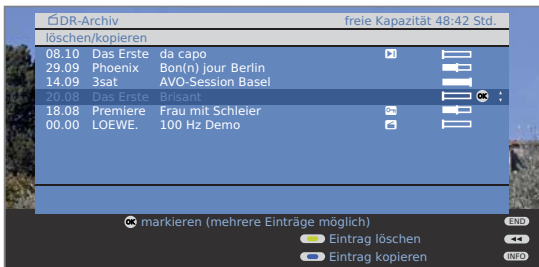 DR-Archiv freie Kapazität 48:42 Std.
löschen/kopieren
08.10 Das Erste da capo
29.09 Phoenix Bon(n) jour Berlin
14.09 3sat AVO-Session Basel
20.08 Das Erste Brisant OK
18.08 Premiere Frau mit Schleier
00.00 LOEWE. 100 Hz Demo
OK markieren (mehrere Einträge möglich) END
Eintrag löschen
Eintrag kopieren INFO